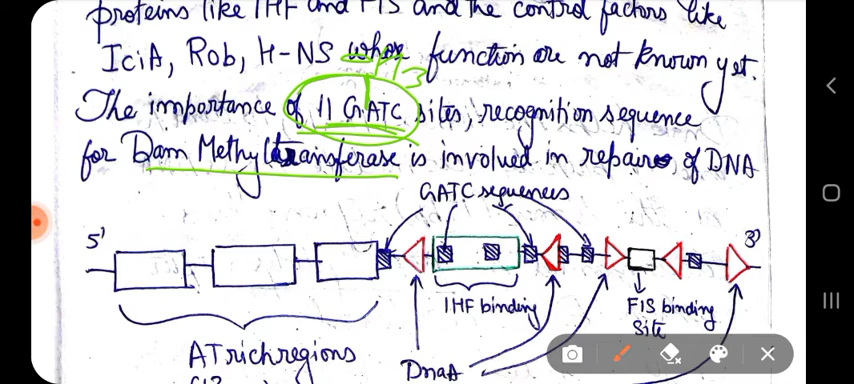 proteins like IHF and FIS and the control factors like
IciA, Rob, H-NS whose function are not known yet.
The importance of 11 GATC sites, recognition sequence
for Dam Methyltransferase is involved in repair of DNA
GATC sequences
5'
3'
IHF binding
FIS binding
site
AT rich regions
DnaA